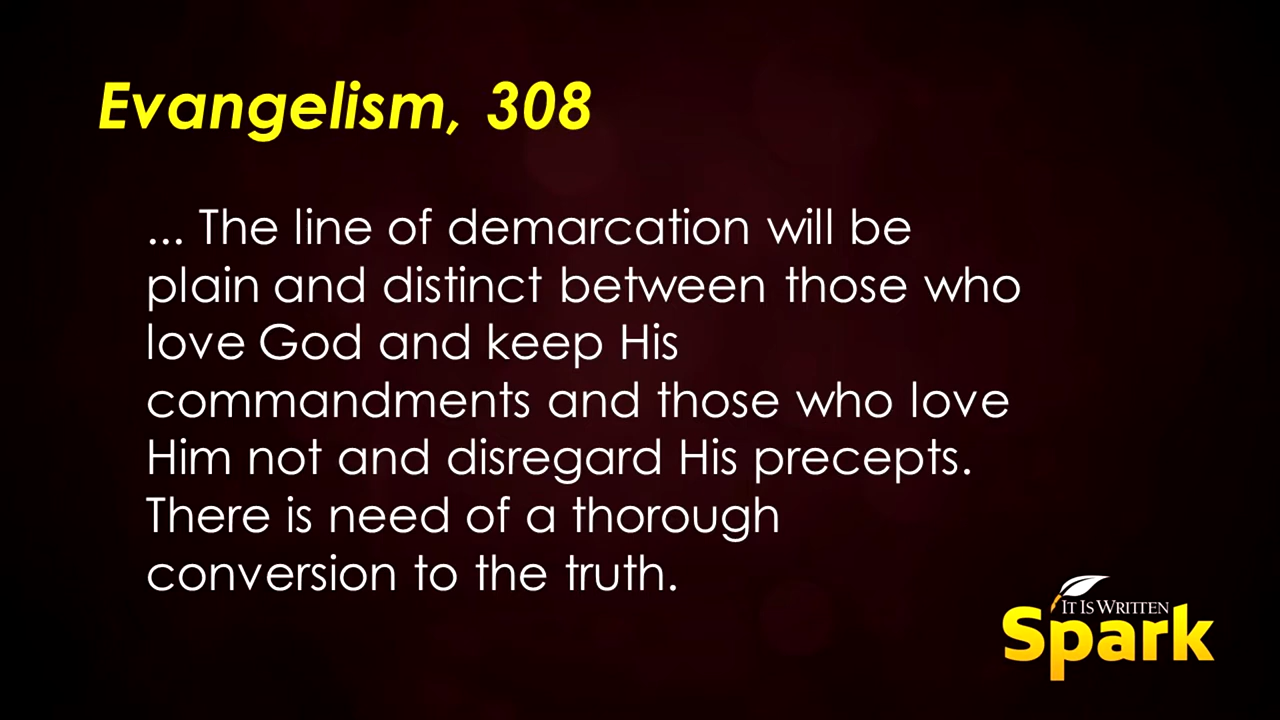 Evangelism, 308
... The line of demarcation will be
plain and distinct between those who
love God and keep His
commandments and those who love
Him not and disregard His precepts.
There is need of a thorough
conversion to the truth.
IT IS WRITTEN
Spark